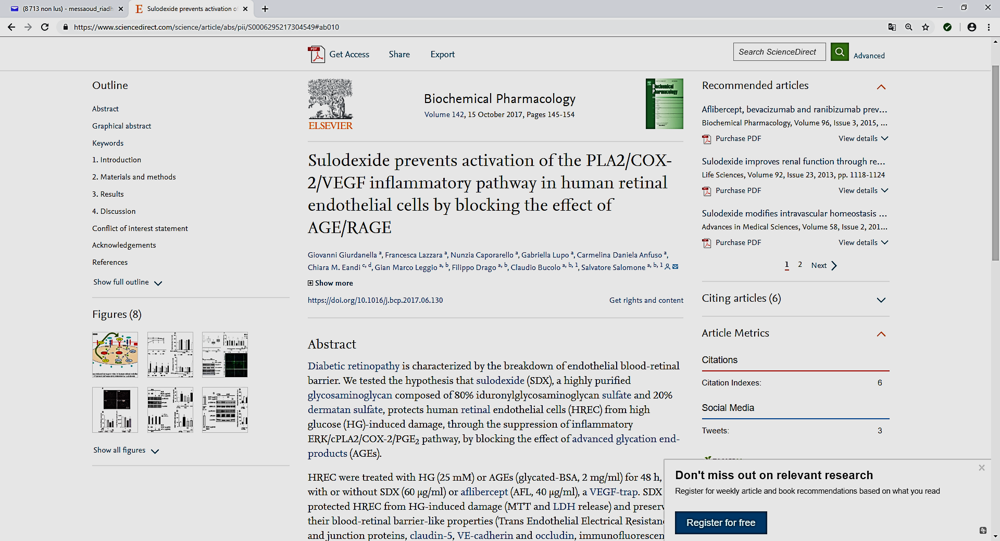 (8 713 non lus) - messaoud_riadh
Sulodexide prevents activation of
https://www.sciencedirect.com/science/article/abs/pii/S0006295217304549#ab010
Get Access
Share
Export
Search ScienceDirect
Advanced
Outline
Abstract
Graphical abstract
Keywords
1. Introduction
2. Materials and methods
3. Results
4. Discussion
Conflict of interest statement
Acknowledgements
References
Show full outline
Figures (8)
Show all figures
ELSEVIER
Biochemical Pharmacology
Volume 142, 15 October 2017, Pages 145-154
Biochemical
Pharmacology
Sulodexide prevents activation of the PLA2/COX-
2/VEGF inflammatory pathway in human retinal
endothelial cells by blocking the effect of
AGE/RAGE
Giovanni Giurdanella a, Francesca Lazzara a, Nunzia Caporarello a, Gabriella Lupo a, Carmelina Daniela Anfuso a,
Chiara M. Eandi c, d, Gian Marco Leggio a, b, Filippo Drago a, b, Claudio Bucolo a, b, 1, Salvatore Salomone a, b, 1
Show more
https://doi.org/10.1016/j.bcp.2017.06.130
Get rights and content
Abstract
Diabetic retinopathy is characterized by the breakdown of endothelial blood-retinal
barrier. We tested the hypothesis that sulodexide (SDX), a highly purified
glycosaminoglycan composed of 80% iduronylglycosaminoglycan sulfate and 20%
dermatan sulfate, protects human retinal endothelial cells (HREC) from high
glucose (HG)-induced damage, through the suppression of inflammatory
ERK/cPLA2/COX-2/PGE2 pathway, by blocking the effect of advanced glycation end-
products (AGEs).
HREC were treated with HG (25 mM) or AGEs (glycated-BSA, 2 mg/ml) for 48 h,
with or without SDX (60 μg/ml) or aflibercept (AFL, 40 μg/ml), a VEGF-trap. SDX
protected HREC from HG-induced damage (MTT and LDH release) and preserv
their blood-retinal barrier-like properties (Trans Endothelial Electrical Resistan
and junction proteins, claudin-5, VE-cadherin and occludin, immunofluorescen
Recommended articles
Aflibercept, bevacizumab and ranibizumab prev...
Biochemical Pharmacology, Volume 96, Issue 3, 2015, ...
Purchase PDF
View details
Sulodexide improves renal function through re...
Life Sciences, Volume 92, Issue 23, 2013, pp. 1118-1124
Purchase PDF
View details
Sulodexide modifies intravascular homeostasis ...
Advances in Medical Sciences, Volume 58, Issue 2, 201...
Purchase PDF
View details
1 2 Next
Citing articles (6)
Article Metrics
Citations
Citation Indexes: 6
Social Media
Tweets: 3
Don't miss out on relevant research
Register for weekly article and book recommendations based on what you read
Register for free